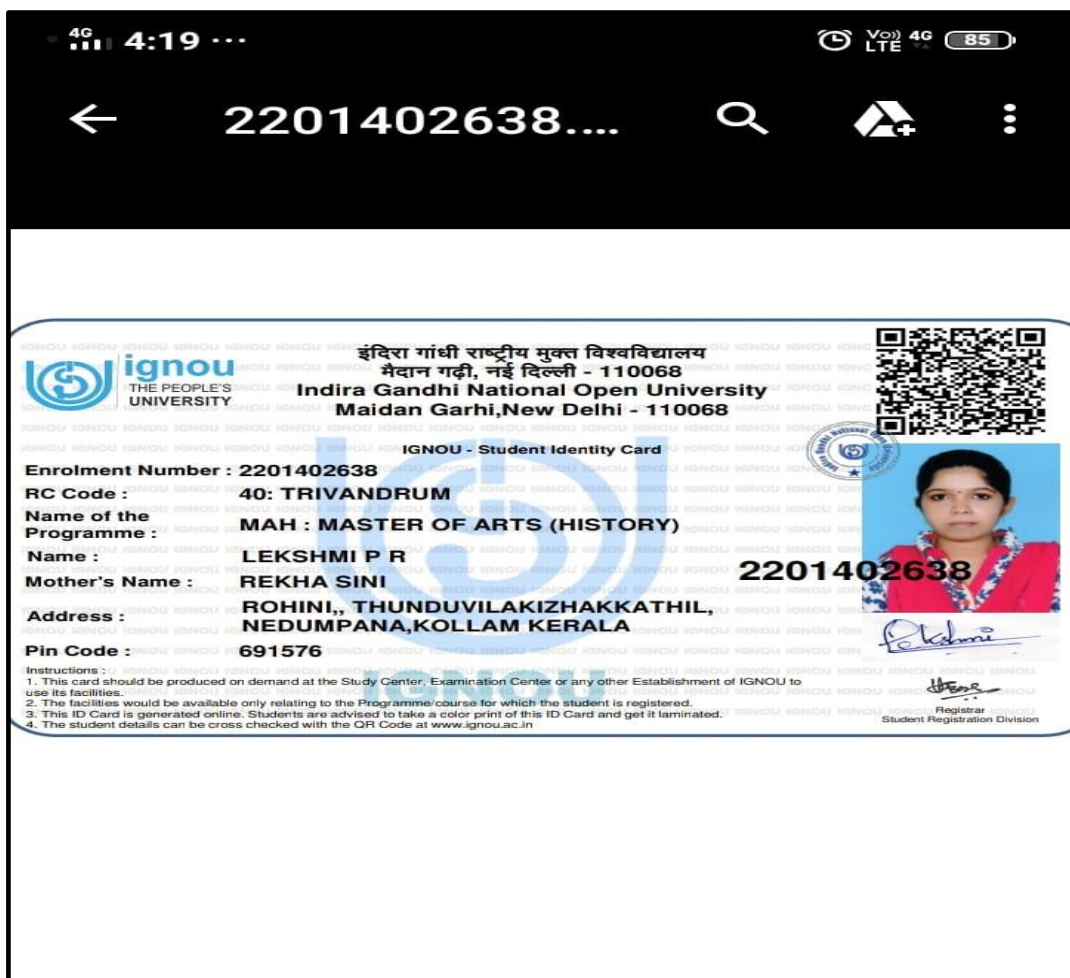 4G 4:19 ... VoLTE 4G 85
2201402638....
ignou
THE PEOPLE'S
UNIVERSITY
इंदिरा गांधी राष्ट्रीय मुक्त विश्वविद्यालय
मैदान गढ़ी, नई दिल्ली - 110068
Indira Gandhi National Open University
Maidan Garhi,New Delhi - 110068
IGNOU - Student Identity Card
Enrolment Number : 2201402638
RC Code : 40: TRIVANDRUM
Name of the
Programme : MAH : MASTER OF ARTS (HISTORY)
Name : LEKSHMI P R
Mother's Name : REKHA SINI
2201402638
Address : ROHINI,, THUNDUVILAKIZHAKKATHIL,
NEDUMPANA,KOLLAM KERALA
Pin Code : 691576
Lekshmi
Instructions :
1. This card should be produced on demand at the Study Center, Examination Center or any other Establishment of IGNOU to
use its facilities.
2. The facilities would be available only relating to the Programme/course for which the student is registered.
3. This ID Card is generated online. Students are advised to take a color print of this ID Card and get it laminated.
4. The student details can be cross checked with the QR Code at www.ignou.ac.in
IGNOU
Registrar
Student Registration Division